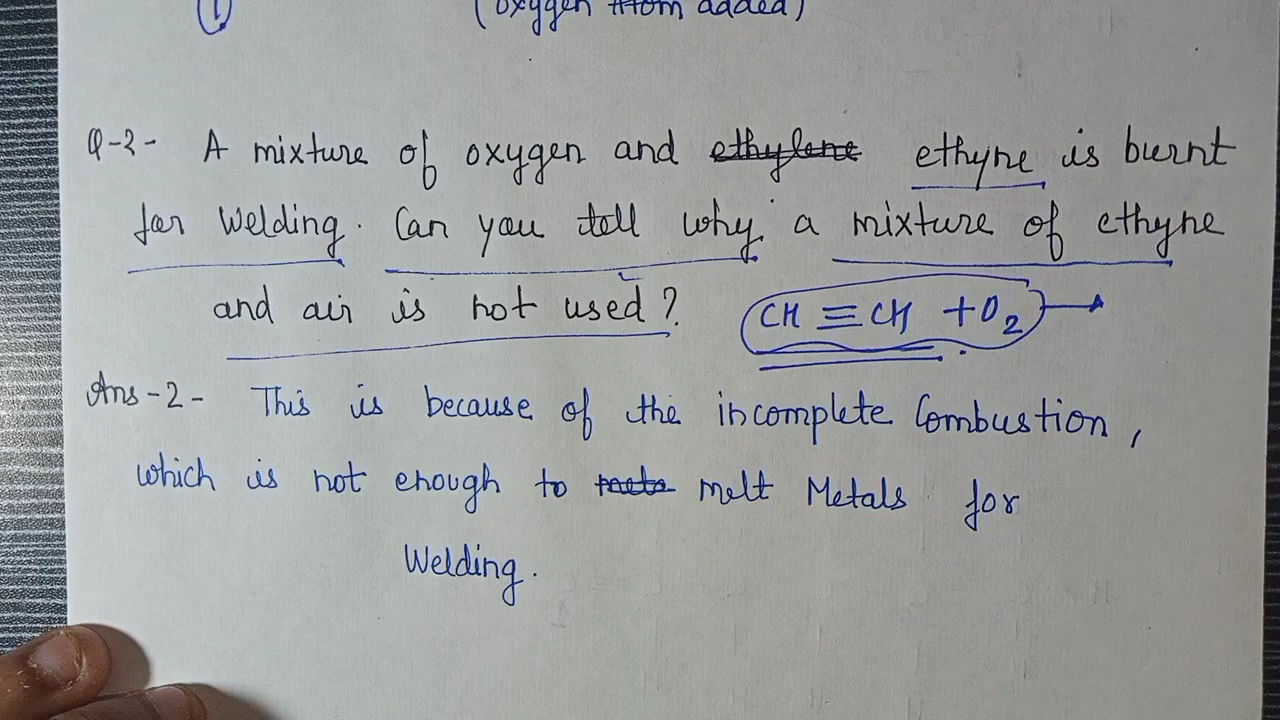 (1) (oxygen atom added)
Q-2- A mixture of oxygen and ethylene ethyne is burnt
for welding. Can you tell why a mixture of ethyne
and air is not used?
CH≡CH + O2 →
Ans-2- This is because of the incomplete Combustion,
which is not enough to melt Metals for
Welding.